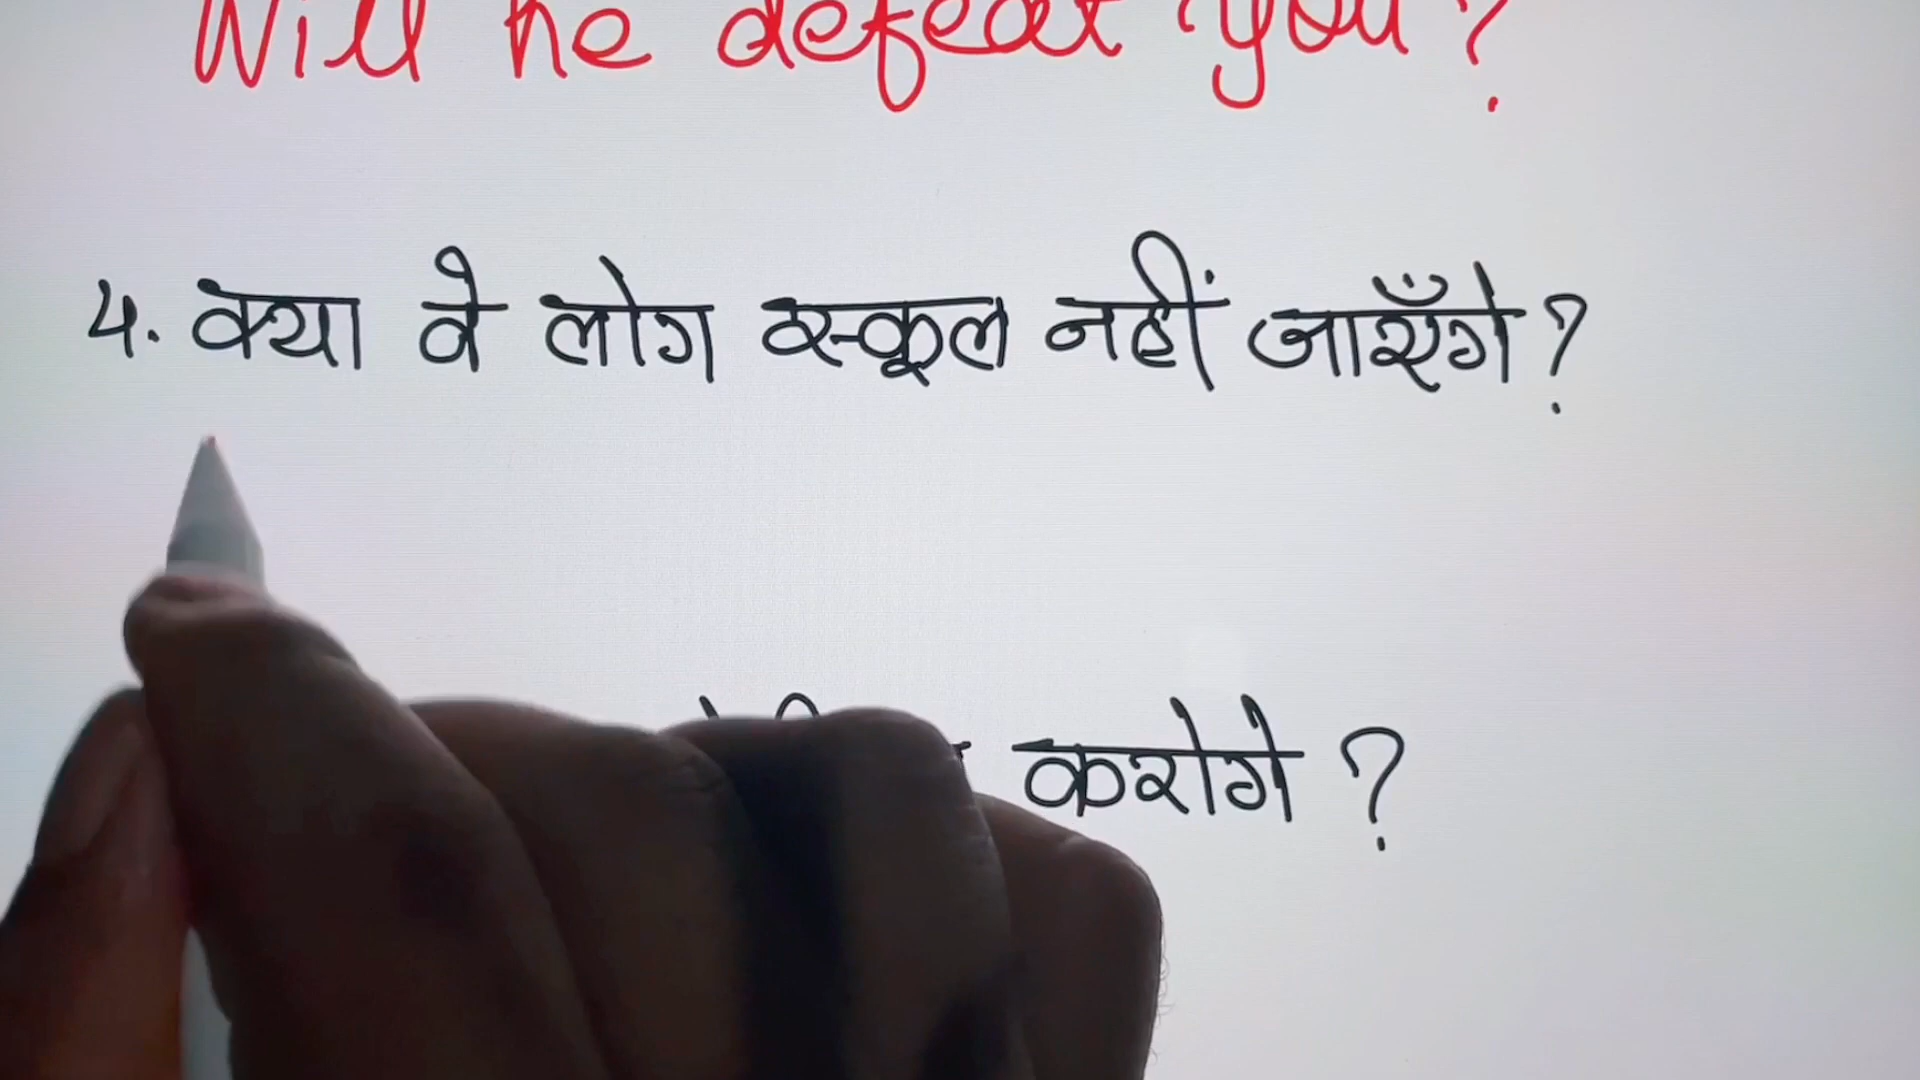 Will he defeat you?
4. क्या वे लोग स्कूल नहीं जाएँगे?
करोगे?